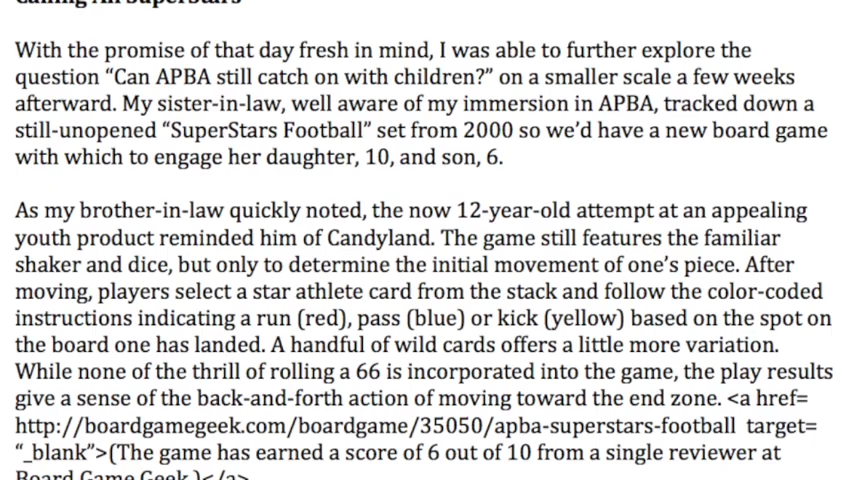 Calling All SuperStars
With the promise of that day fresh in mind, I was able to further explore the
question “Can APBA still catch on with children?” on a smaller scale a few weeks
afterward. My sister-in-law, well aware of my immersion in APBA, tracked down a
still-unopened “SuperStars Football” set from 2000 so we’d have a new board game
with which to engage her daughter, 10, and son, 6.
As my brother-in-law quickly noted, the now 12-year-old attempt at an appealing
youth product reminded him of Candyland. The game still features the familiar
shaker and dice, but only to determine the initial movement of one’s piece. After
moving, players select a star athlete card from the stack and follow the color-coded
instructions indicating a run (red), pass (blue) or kick (yellow) based on the spot on
the board one has landed. A handful of wild cards offers a little more variation.
While none of the thrill of rolling a 66 is incorporated into the game, the play results
give a sense of the back-and-forth action of moving toward the end zone. <a href=
http://boardgamegeek.com/boardgame/35050/apba-superstars-football target=
“_blank”>(The game has earned a score of 6 out of 10 from a single reviewer at
Board Game Geek.)</a>